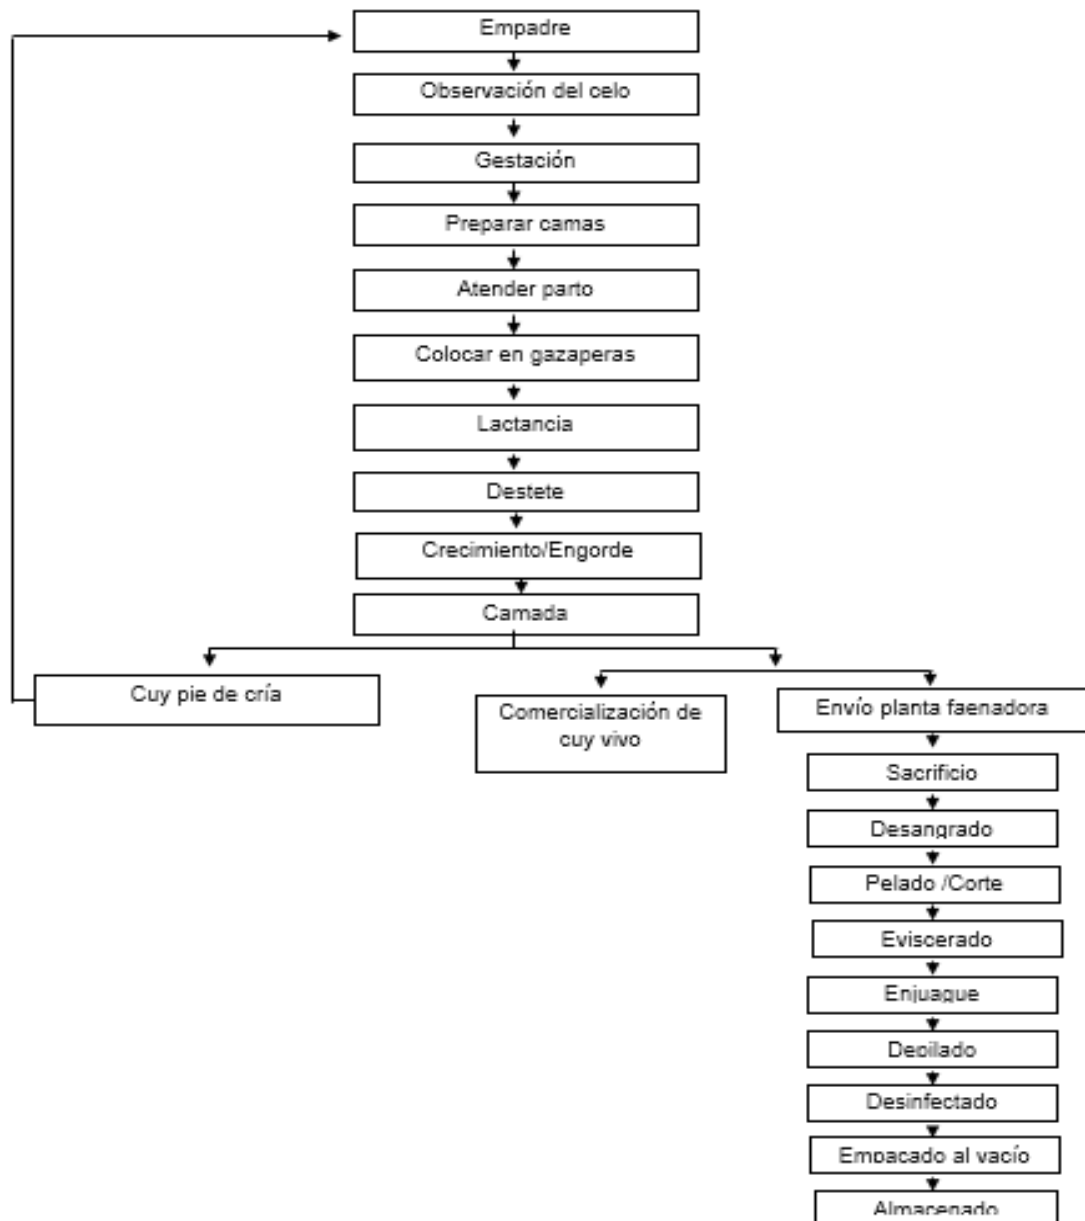 Empadre
Observación del celo
Gestación
Preparar camas
Atender parto
Colocar en gazaperas
Lactancia
Destete
Crecimiento/Engorde
Camada
Cuy pie de cría
Comercialización de
cuy vivo
Envío planta faenadora
Sacrificio
Desangrado
Pelado /Corte
Eviscerado
Enjuague
Depilado
Desinfectado
Empacado al vacío
Almacenado